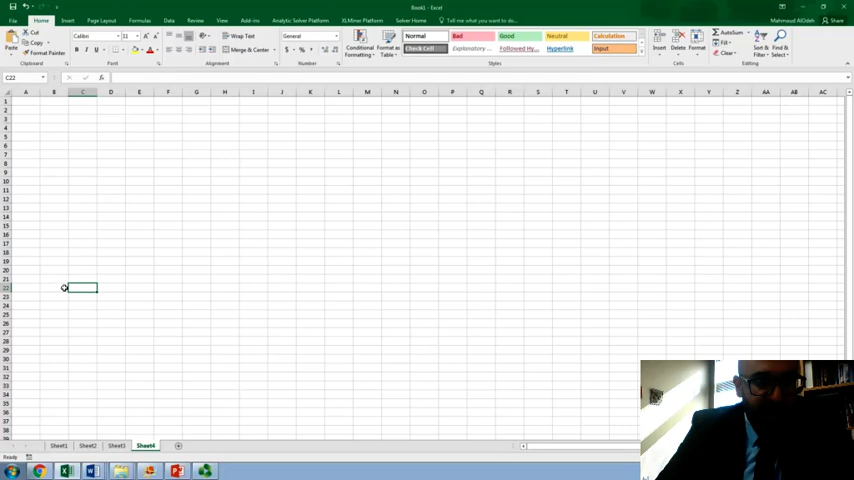 Book1 - Excel
Mahmoud AlOdeh
Share
File Home Insert Page Layout Formulas Data Review View Add-ins Analytic Solver Platform XLMiner Platform Solver Home Tell me what you want to do...
Paste
Cut
Copy
Format Painter
Clipboard
Calibri 11
B I U
Font
Wrap Text
Merge & Center
Alignment
General
$ % ,
Number
Conditional Formatting
Format as Table
Normal Bad Good Neutral Calculation
Check Cell Explanatory ... Followed Hy... Hyperlink Input
Styles
Insert Delete Format
Cells
AutoSum
Fill
Clear
Sort & Filter
Find & Select
Editing
C22
fx
A B C D E F G H I J K L M N O P Q R S T U V W X Y Z AA AB AC
1
2
3
4
5
6
7
8
9
10
11
12
13
14
15
16
17
18
19
20
21
22
23
24
25
26
27
28
29
30
31
32
33
34
35
36
37
38
Sheet1 Sheet2 Sheet3 Sheet4
Ready